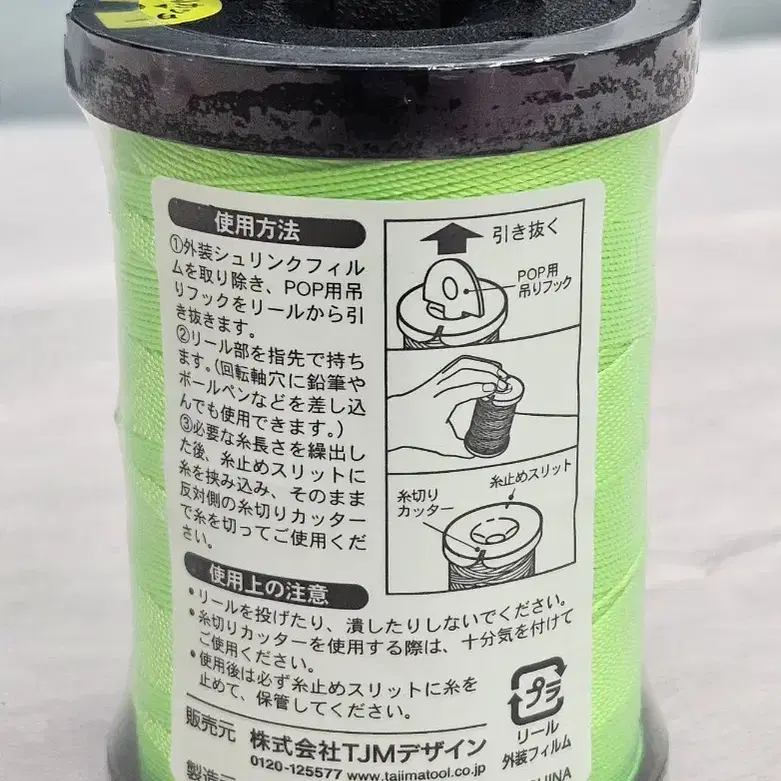 使用方法
①外装シュリンクフィル
ムを取り除き、POP用吊
りフックをリールから引
き抜きます。
②リール部を指先で持ち
ます。(回転軸穴に鉛筆や
ボールペンなどを差し込
んでも使用できます。)
③必要な糸長さを繰出し
た後、糸止めスリットに
糸を挟み込み、そのまま
反対側の糸切りカッター
で糸を切ってご使用くだ
さい。
引き抜く
POP用
吊りフック
糸止めスリット
糸切り
カッター
使用上の注意
・リールを投げたり、潰したりしないでください。
・糸切りカッターを使用する際は、十分気を付けて
ご使用ください。
・使用後は必ず糸止めスリットに糸を
止めて、保管してください。
プラ
リール
外装フィルム
販売元 株式会社TJMデザイン
0120-125577 www.tajimatool.co.jp
製造元
CHINA